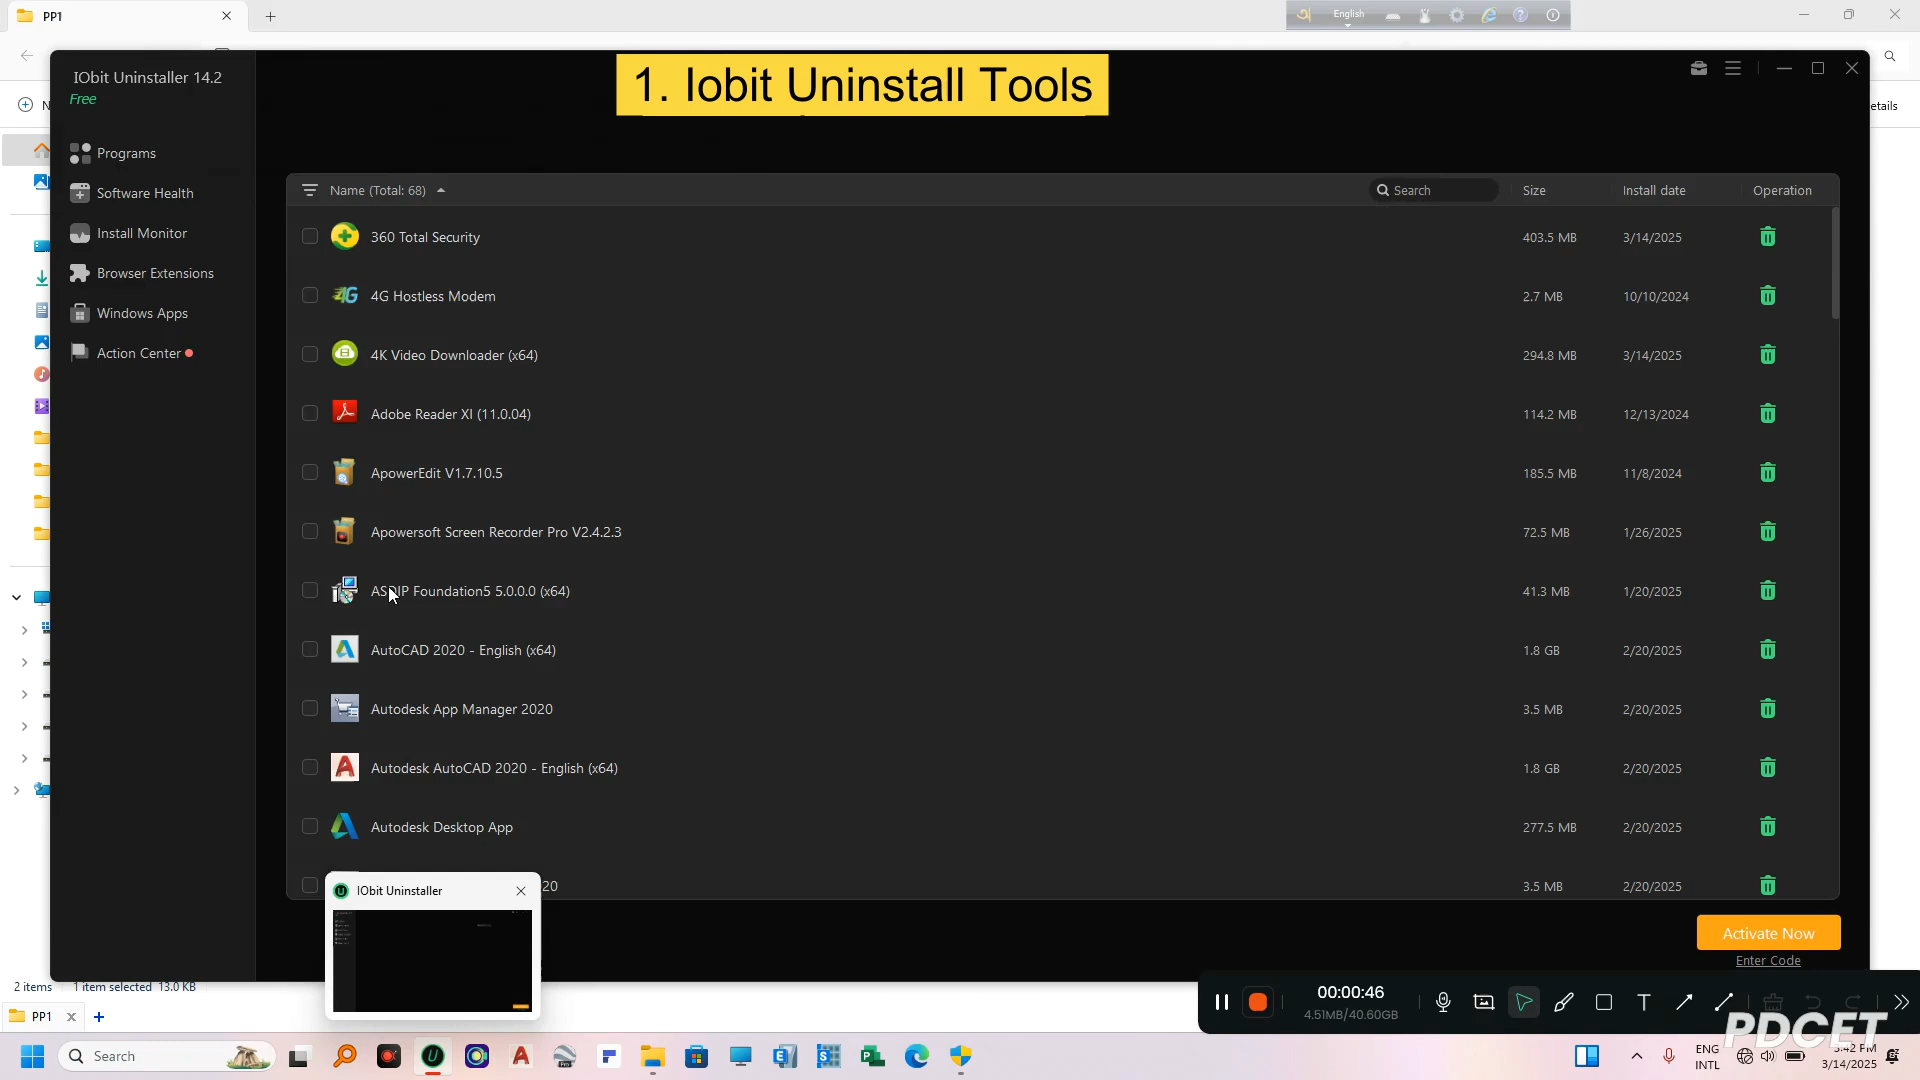 PP1
English
1. Iobit Uninstall Tools
IObit Uninstaller 14.2
Free
N
etails
Programs
Software Health
Install Monitor
Browser Extensions
Windows Apps
Action Center
Name (Total: 68) Search Size Install date Operation
360 Total Security 403.5 MB 3/14/2025
4G Hostless Modem 2.7 MB 10/10/2024
4K Video Downloader (x64) 294.8 MB 3/14/2025
Adobe Reader XI (11.0.04) 114.2 MB 12/13/2024
ApowerEdit V1.7.10.5 185.5 MB 11/8/2024
Apowersoft Screen Recorder Pro V2.4.2.3 72.5 MB 1/26/2025
ASDIP Foundation5 5.0.0.0 (x64) 41.3 MB 1/20/2025
AutoCAD 2020 - English (x64) 1.8 GB 2/20/2025
Autodesk App Manager 2020 3.5 MB 2/20/2025
Autodesk AutoCAD 2020 - English (x64) 1.8 GB 2/20/2025
Autodesk Desktop App 277.5 MB 2/20/2025
20 3.5 MB 2/20/2025
IObit Uninstaller
Activate Now
Enter Code
2 items 1 item selected 13.0 KB
00:00:46
4.51MB/40.60GB
PP1
PDCET
Search
ENG
INTL
3:42 PM
3/14/2025